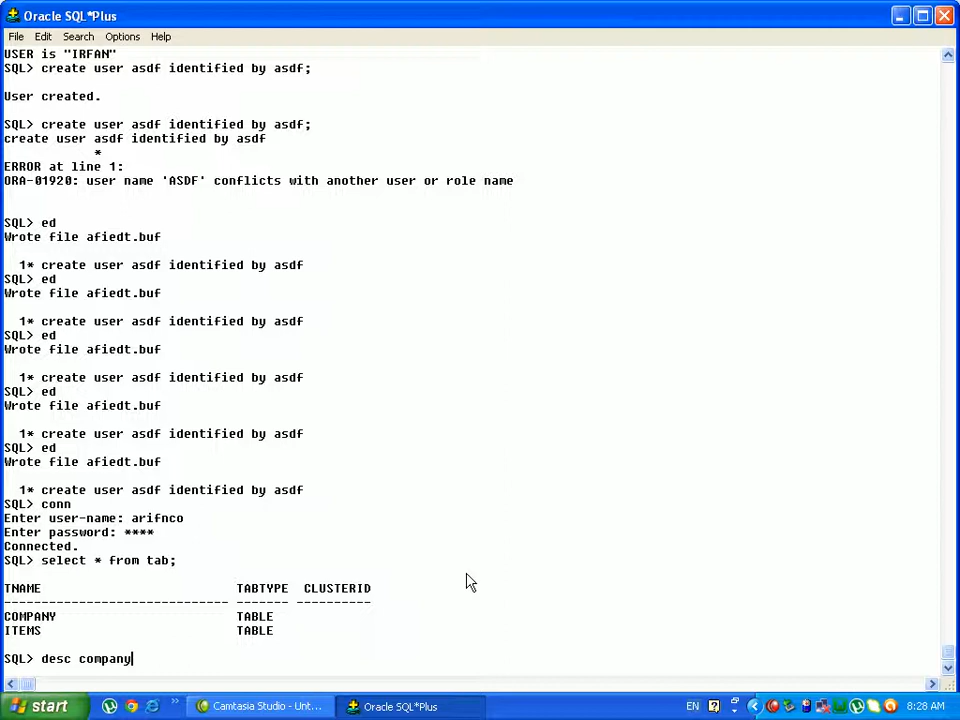 Oracle SQL*Plus
File Edit Search Options Help
USER is "IRFAN"
SQL> create user asdf identified by asdf;
User created.
SQL> create user asdf identified by asdf;
create user asdf identified by asdf
*
ERROR at line 1:
ORA-01920: user name 'ASDF' conflicts with another user or role name
SQL> ed
Wrote file afiedt.buf
1* create user asdf identified by asdf
SQL> ed
Wrote file afiedt.buf
1* create user asdf identified by asdf
SQL> ed
Wrote file afiedt.buf
1* create user asdf identified by asdf
SQL> ed
Wrote file afiedt.buf
1* create user asdf identified by asdf
SQL> ed
Wrote file afiedt.buf
1* create user asdf identified by asdf
SQL> conn
Enter user-name: arifnco
Enter password: ****
Connected.
SQL> select * from tab;
TNAME TABTYPE CLUSTERID
------------------------------ ------- ----------
COMPANY TABLE
ITEMS TABLE
SQL> desc company
start Camtasia Studio - Unt... Oracle SQL*Plus EN 8:28 AM